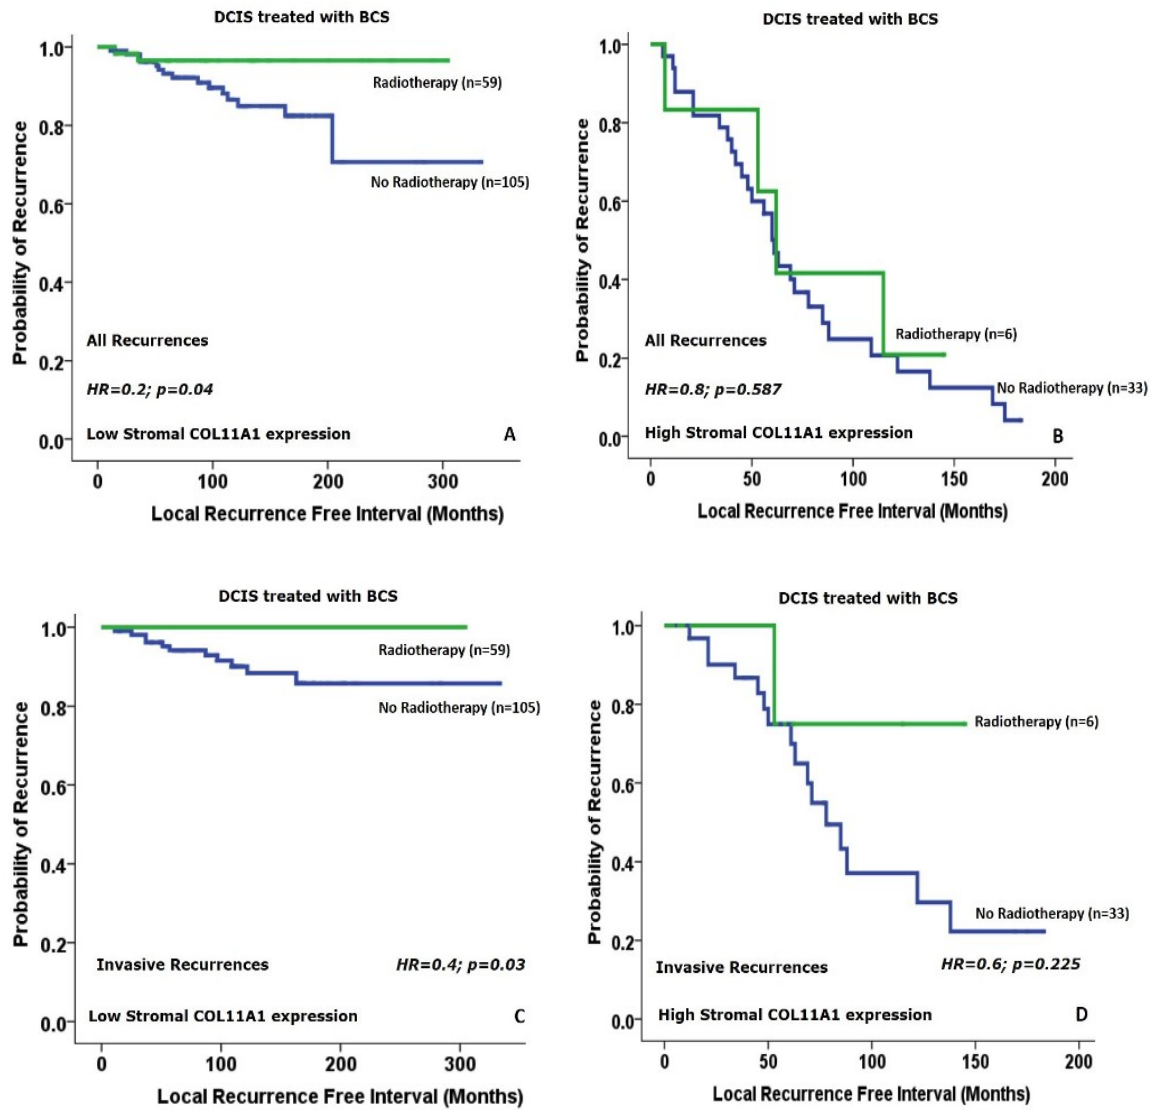 DCIS treated with BCS
Probability of Recurrence
1.0
0.8
0.6
0.4
0.2
0.0
Radiotherapy (n=59)
No Radiotherapy (n=105)
All Recurrences
HR=0.2; p=0.04
Low Stromal COL11A1 expression
A
0 100 200 300
Local Recurrence Free Interval (Months)
DCIS treated with BCS
Probability of Recurrence
1.0
0.8
0.6
0.4
0.2
0.0
Radiotherapy (n=6)
No Radiotherapy (n=33)
All Recurrences
HR=0.8; p=0.587
High Stromal COL11A1 expression
B
0 50 100 150 200
Local Recurrence Free Interval (Months)
DCIS treated with BCS
Probability of Recurrence
1.0
0.8
0.6
0.4
0.2
0.0
Radiotherapy (n=59)
No Radiotherapy (n=105)
Invasive Recurrences
HR=0.4; p=0.03
Low Stromal COL11A1 expression
C
0 100 200 300
Local Recurrence Free Interval (Months)
DCIS treated with BCS
Probability of Recurrence
1.0
0.8
0.6
0.4
0.2
0.0
Radiotherapy (n=6)
No Radiotherapy (n=33)
Invasive Recurrences
HR=0.6; p=0.225
High Stromal COL11A1 expression
D
0 50 100 150 200
Local Recurrence Free Interval (Months)